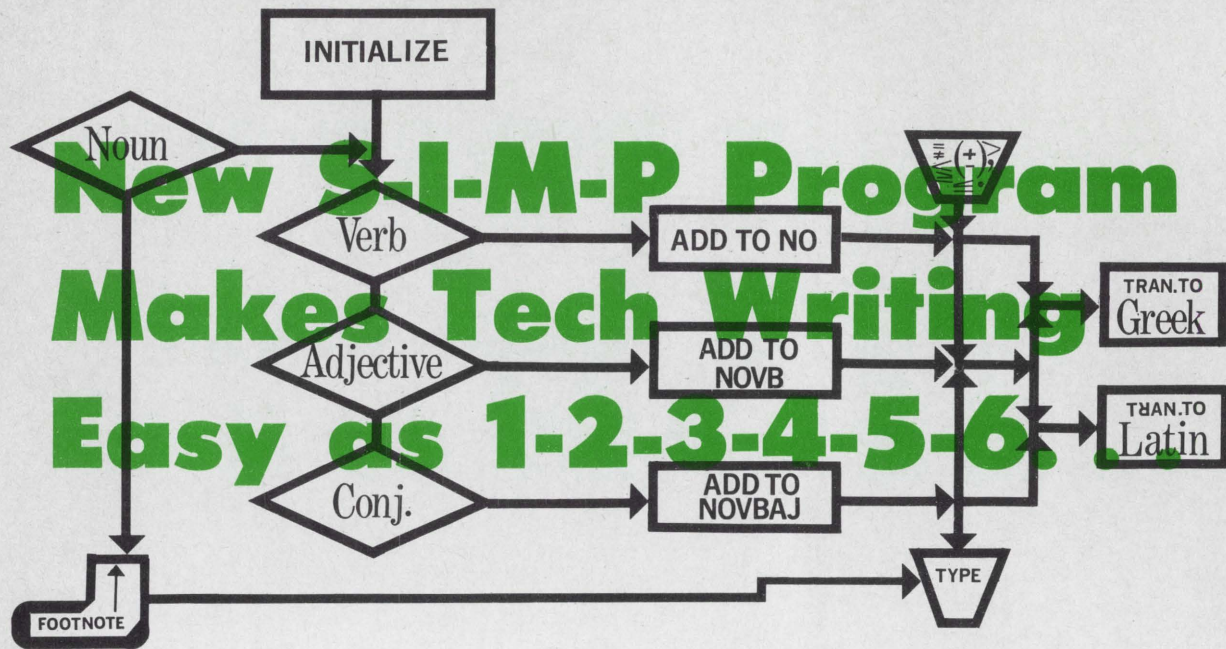 INITIALIZE
Noun
New S-I-M-P Program
Verb
ADD TO NO
Makes Tech Writing
TRAN.TO
Greek
Adjective
ADD TO
NOVB
Easy as 1-2-3-4-5-6. . .
TRAN.TO
Latin
Conj.
ADD TO
NOVBAJ
TYPE
FOOTNOTE